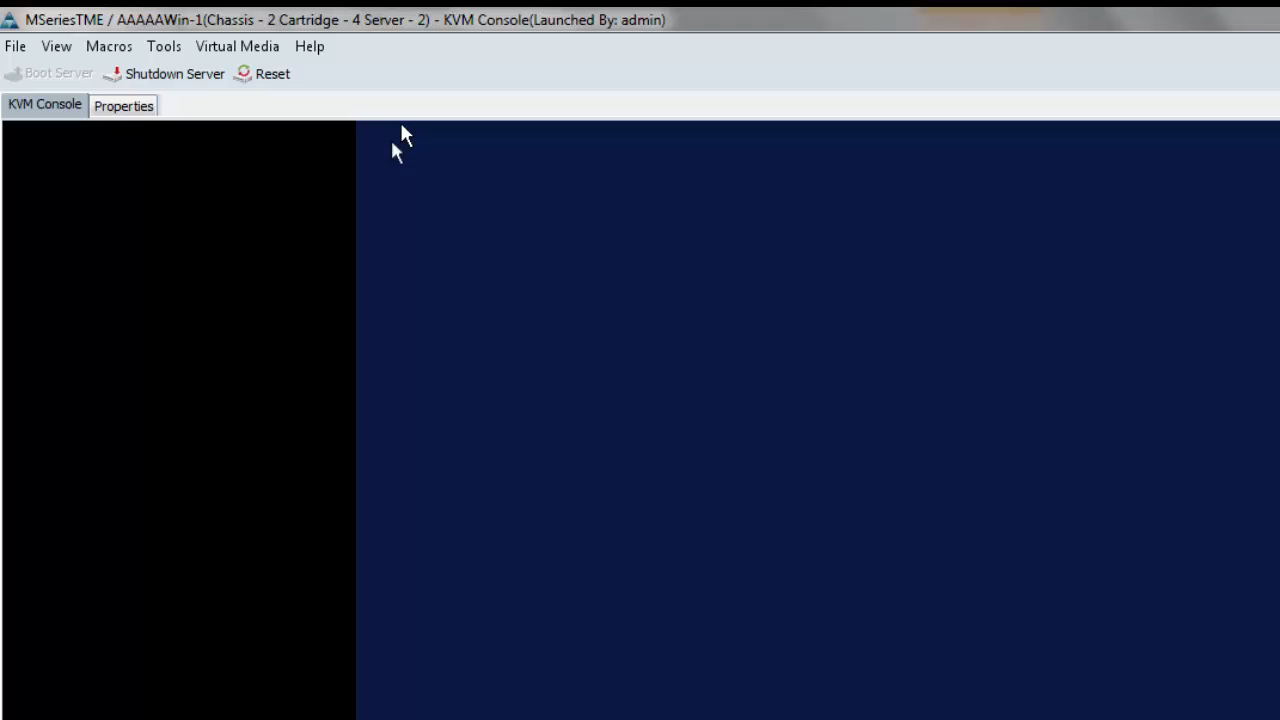 MSeriesTME / AAAAAWin-1(Chassis - 2 Cartridge - 4 Server - 2) - KVM Console(Launched By: admin)
File View Macros Tools Virtual Media Help
Boot Server Shutdown Server Reset
KVM Console Properties